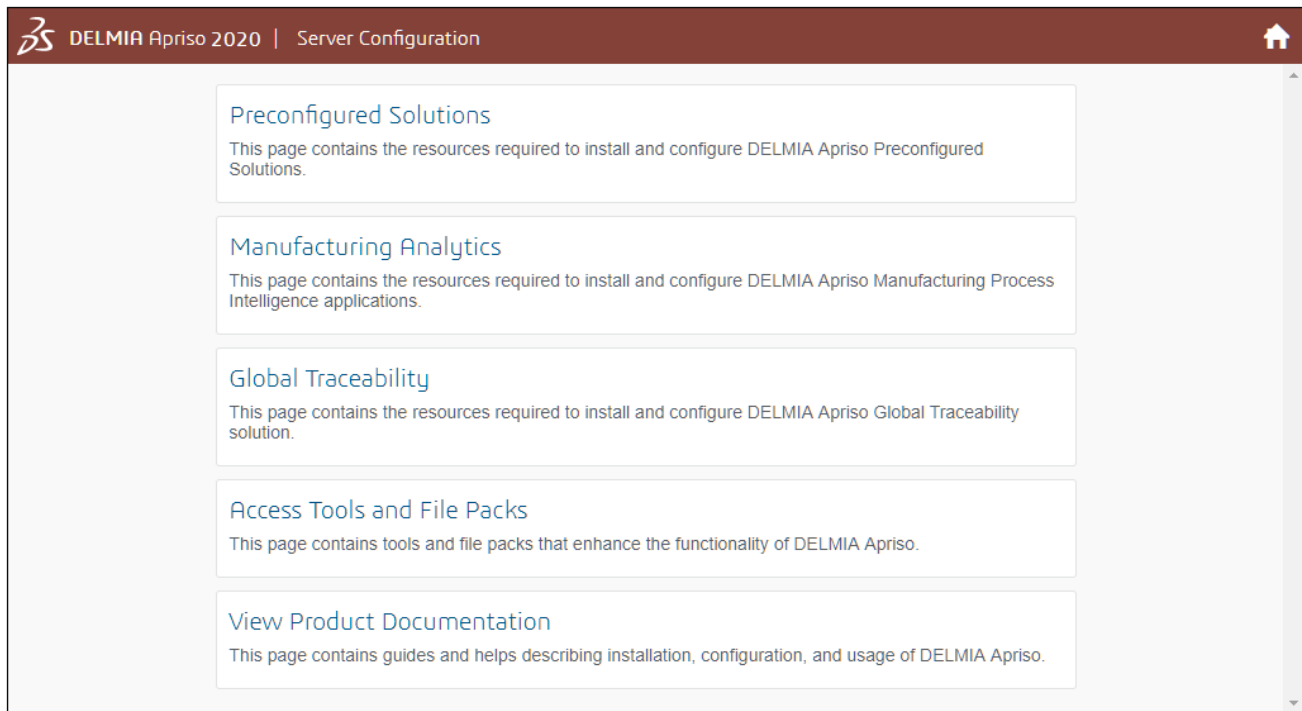 DS DELMIA Apriso 2020 | Server Configuration
Preconfigured Solutions
This page contains the resources required to install and configure DELMIA Apriso Preconfigured
Solutions.
Manufacturing Analytics
This page contains the resources required to install and configure DELMIA Apriso Manufacturing Process
Intelligence applications.
Global Traceability
This page contains the resources required to install and configure DELMIA Apriso Global Traceability
solution.
Access Tools and File Packs
This page contains tools and file packs that enhance the functionality of DELMIA Apriso.
View Product Documentation
This page contains guides and helps describing installation, configuration, and usage of DELMIA Apriso.